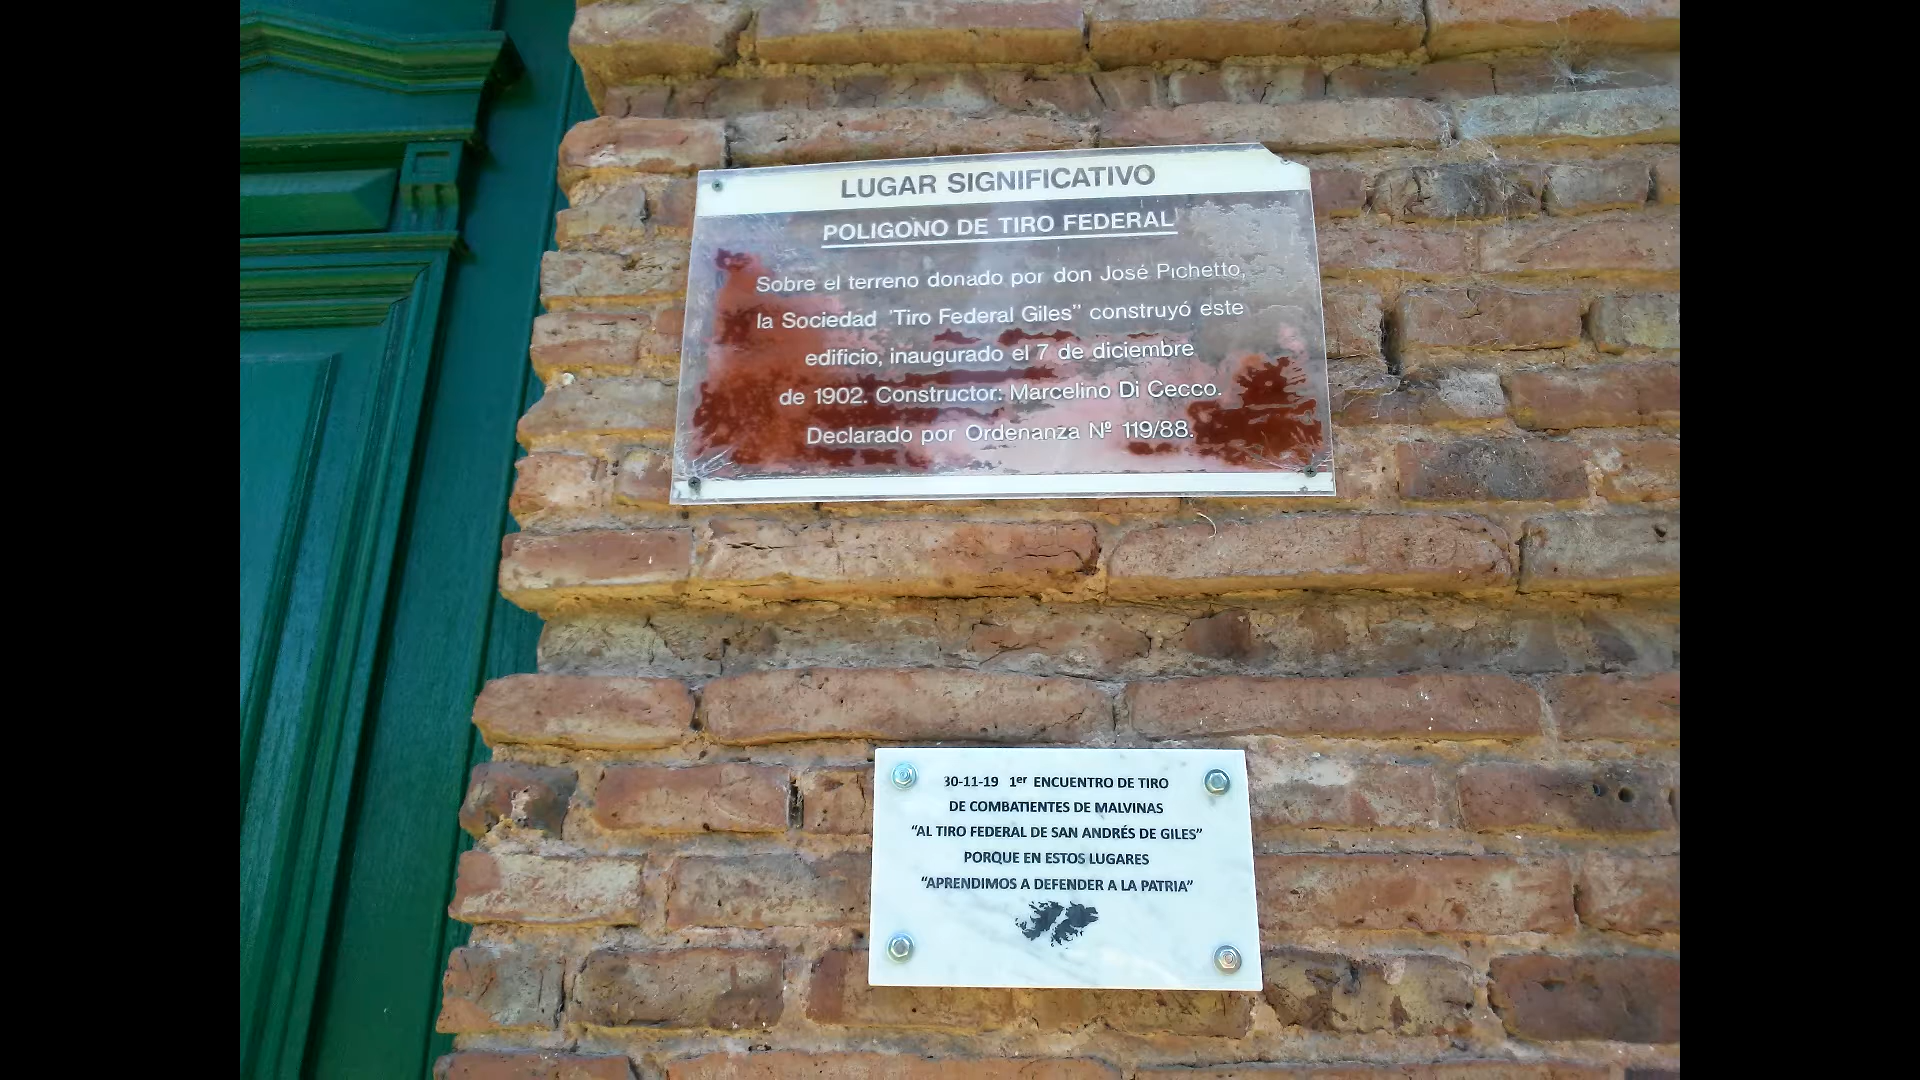 LUGAR SIGNIFICATIVO
POLIGONO DE TIRO FEDERAL
Sobre el terreno donado por don José Pichetto,
la Sociedad "Tiro Federal Giles" construyó este
edificio, inaugurado el 7 de diciembre
de 1902. Constructor: Marcelino Di Cecco.
Declarado por Ordenanza Nº 119/88.
30-11-19 1er ENCUENTRO DE TIRO
DE COMBATIENTES DE MALVINAS
“AL TIRO FEDERAL DE SAN ANDRÉS DE GILES”
PORQUE EN ESTOS LUGARES
“APRENDIMOS A DEFENDER A LA PATRIA”